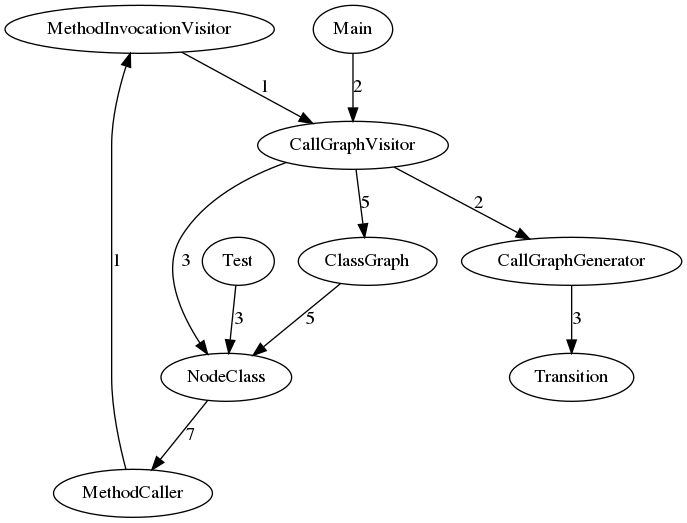 MethodInvocationVisitor
Main
1
2
CallGraphVisitor
5
2
3
Test
ClassGraph
CallGraphGenerator
1
3
5
3
NodeClass
Transition
7
MethodCaller